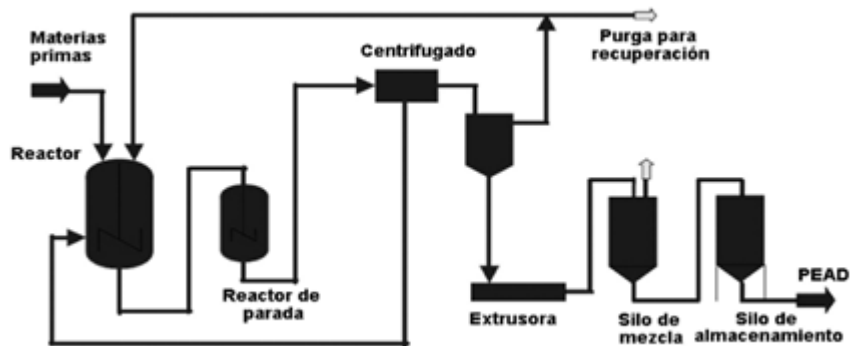 Materias
primas
Centrifugado
Purga para
recuperación
Reactor
Reactor de
parada
Extrusora
Silo de
mezcla
Silo de
almacenamiento
PEAD